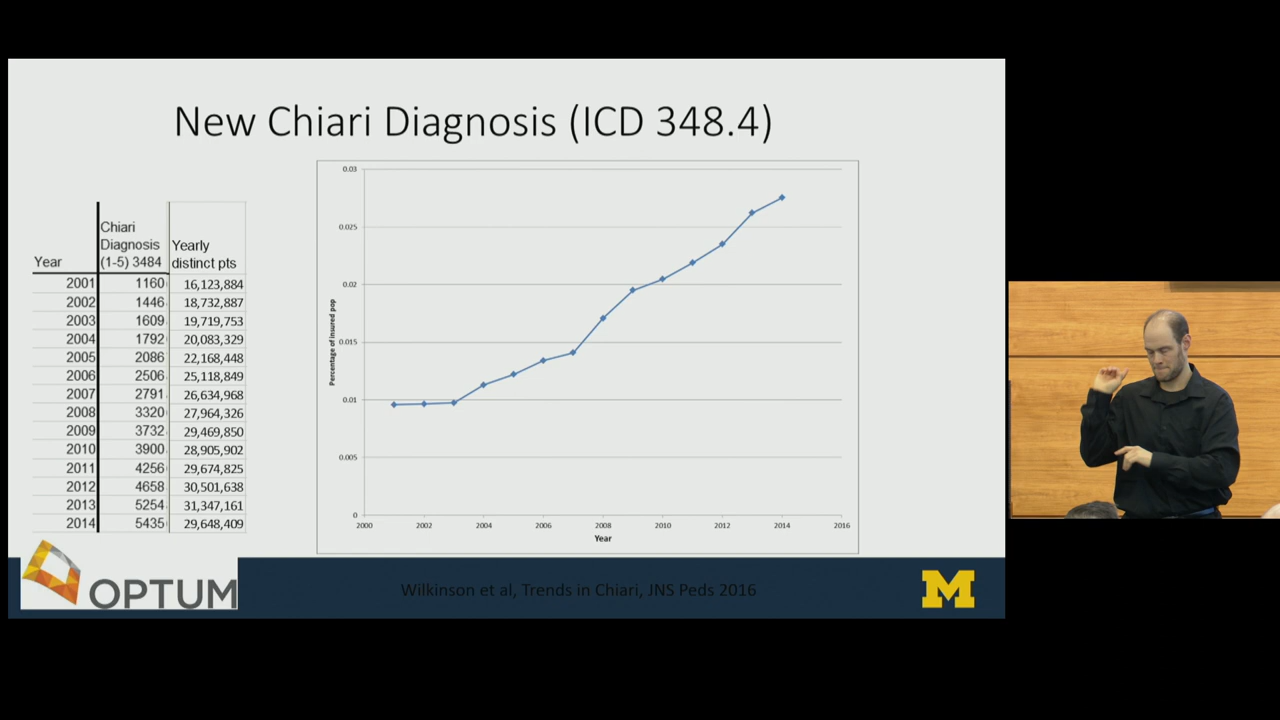 New Chiari Diagnosis (ICD 348.4)
Chiari
Diagnosis Yearly
Year (1-5) 3484 distinct pts
2001 1160 16,123,884
2002 1446 18,732,887
2003 1609 19,719,753
2004 1792 20,083,329
2005 2086 22,168,448
2006 2506 25,118,849
2007 2791 26,634,968
2008 3320 27,964,326
2009 3732 29,469,850
2010 3900 28,905,902
2011 4256 29,674,825
2012 4658 30,501,638
2013 5254 31,347,161
2014 5435 29,648,409
0.03
0.025
0.02
0.015
0.01
0.005
0
Percentage of insured pop
2000 2002 2004 2006 2008 2010 2012 2014 2016
Year
OPTUM
Wilkinson et al, Trends in Chiari, JNS Peds 2016
M